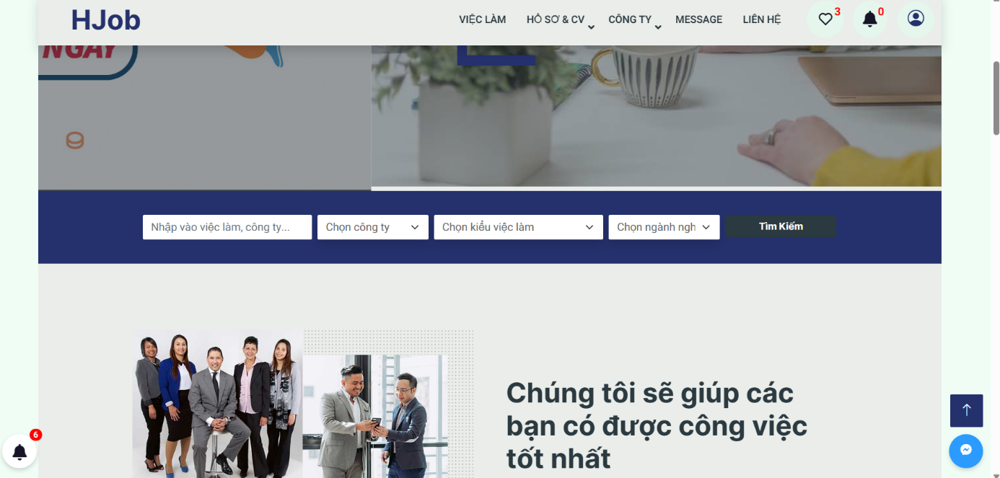 HJob
VIỆC LÀM
HỒ SƠ & CV
CÔNG TY
MESSAGE
LIÊN HỆ
3
0
NGAY
Nhập vào việc làm, công ty...
Chọn công ty
Chọn kiểu việc làm
Chọn ngành ngh
Tìm Kiếm
Chúng tôi sẽ giúp các
bạn có được công việc
tốt nhất
6